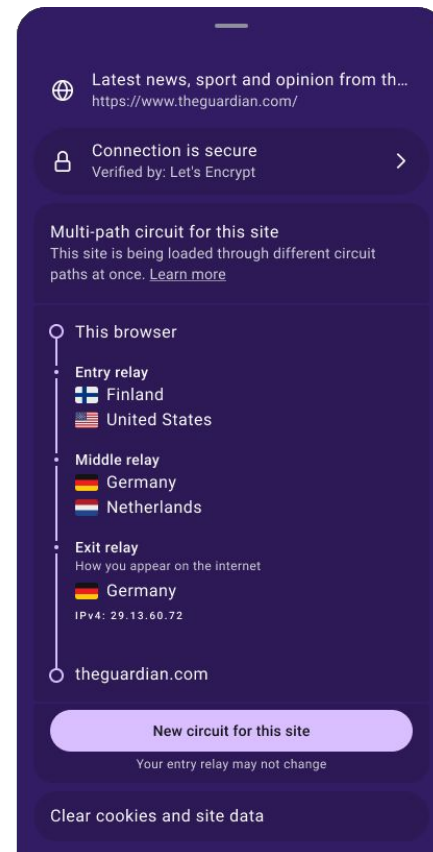 Latest news, sport and opinion from th...
https://www.theguardian.com/
Connection is secure
Verified by: Let's Encrypt
Multi-path circuit for this site
This site is being loaded through different circuit
paths at once. Learn more
This browser
Entry relay
Finland
United States
Middle relay
Germany
Netherlands
Exit relay
How you appear on the internet
Germany
IPv4: 29.13.60.72
theguardian.com
New circuit for this site
Your entry relay may not change
Clear cookies and site data